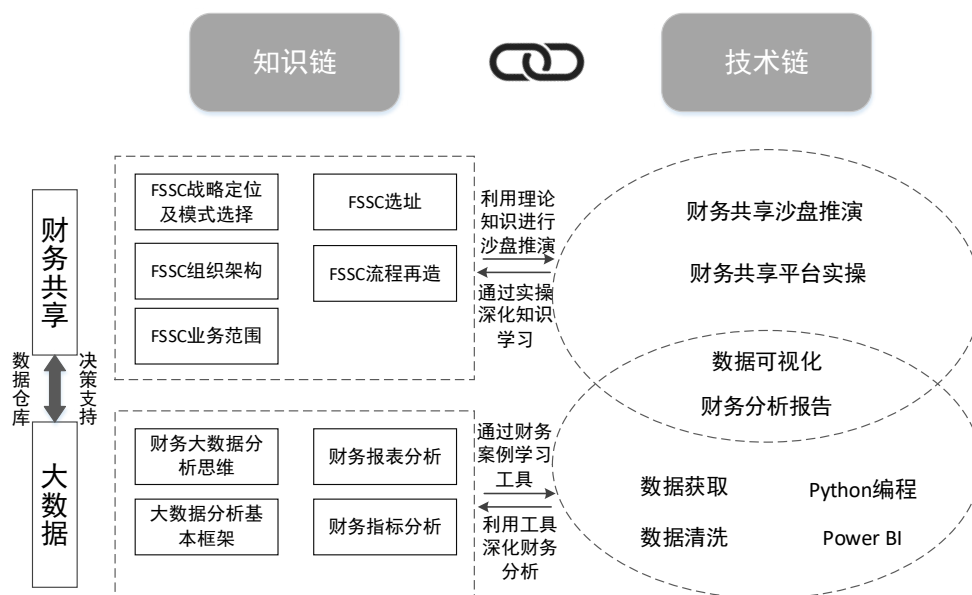 知识链
技术链
财务共享
FSSC战略定位
及模式选择
FSSC选址
FSSC组织架构
FSSC流程再造
FSSC业务范围
利用理论
知识进行
沙盘推演
通过实操
深化知识
学习
财务共享沙盘推演
财务共享平台实操
数据可视化
财务分析报告
数据仓库
决策支持
大数据
财务大数据分
析思维
财务报表分析
大数据分析基
本框架
财务指标分析
通过财务
案例学习
工具
利用工具
深化财务
分析
数据获取
Python编程
数据清洗
Power BI